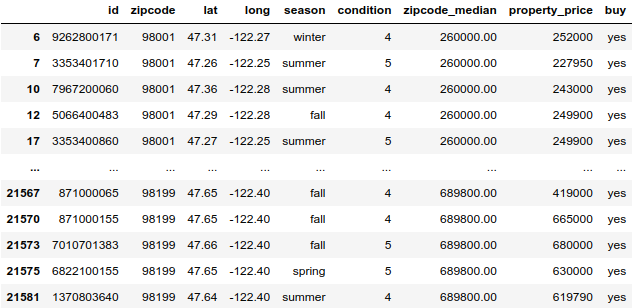 id zipcode lat long season condition zipcode_median property_price buy
6 9262800171 98001 47.31 -122.27 winter 4 260000.00 252000 yes
7 3353401710 98001 47.26 -122.25 summer 5 260000.00 227950 yes
10 7967200060 98001 47.36 -122.28 summer 4 260000.00 243000 yes
12 5066400483 98001 47.29 -122.28 fall 4 260000.00 249900 yes
17 3353400860 98001 47.27 -122.25 summer 5 260000.00 249900 yes
... ... ... ... ... ... ... ... ... ...
21567 871000065 98199 47.65 -122.40 fall 4 689800.00 419000 yes
21570 871000155 98199 47.65 -122.40 fall 4 689800.00 665000 yes
21573 7010701383 98199 47.66 -122.40 fall 5 689800.00 680000 yes
21575 6822100155 98199 47.65 -122.40 spring 5 689800.00 630000 yes
21581 1370803640 98199 47.64 -122.40 summer 4 689800.00 619790 yes